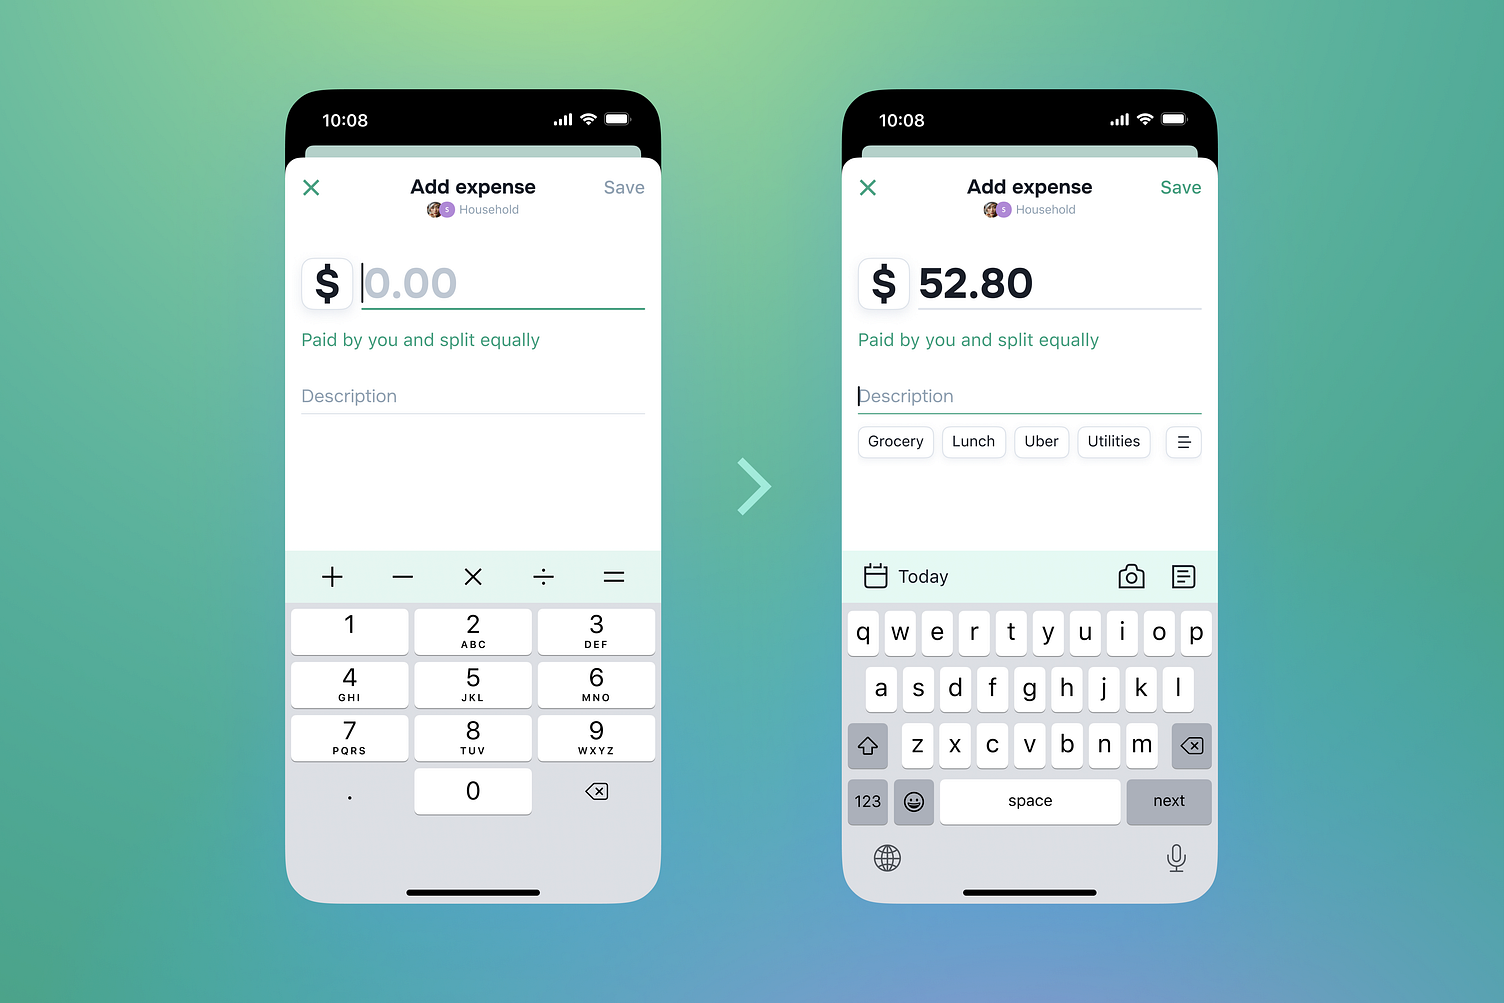 10:08
Add expense
Save
S Household
$ 0.00
Paid by you and split equally
Description
+ − × ÷ =
1
2
ABC
3
DEF
4
GHI
5
JKL
6
MNO
7
PQRS
8
TUV
9
WXYZ
.
0
10:08
Add expense
Save
S Household
$ 52.80
Paid by you and split equally
Description
Grocery Lunch Uber Utilities
Today
q w e r t y u i o p
a s d f g h j k l
z x c v b n m
123 space next